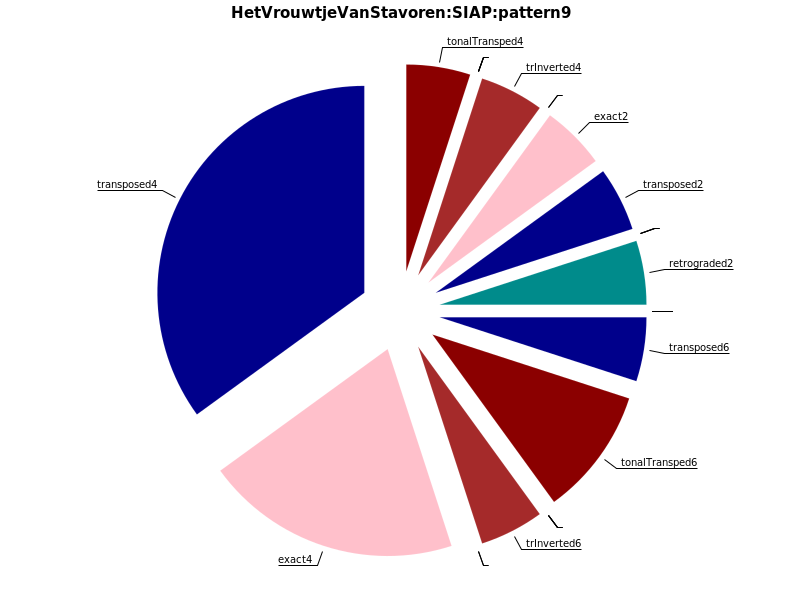 HetVrouwtjeVanStavoren:SIAP:pattern9
tonalTransped4
trInverted4
exact2
transposed4
transposed2
retrograded2
transposed6
tonalTransped6
trInverted6
exact4